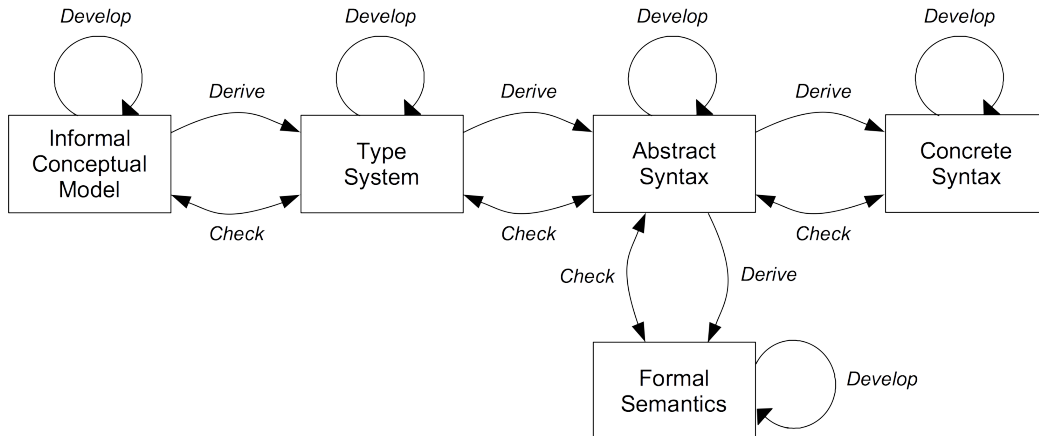 Develop
Develop
Develop
Develop
Derive
Derive
Derive
Informal
Conceptual
Model
Type
System
Abstract
Syntax
Concrete
Syntax
Check
Check
Check
Check
Derive
Formal
Semantics
Develop